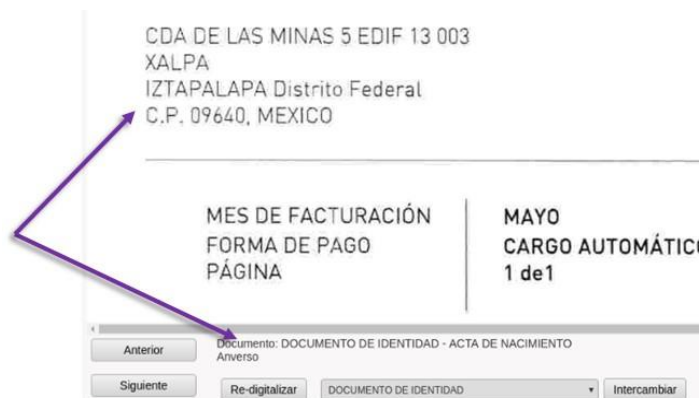 CDA DE LAS MINAS 5 EDIF 13 003
XALPA
IZTAPALAPA Distrito Federal
C.P. 09640, MEXICO
MES DE FACTURACIÓN MAYO
FORMA DE PAGO CARGO AUTOMÁTICO
PÁGINA 1 de1
Anterior
Documento: DOCUMENTO DE IDENTIDAD - ACTA DE NACIMIENTO
Anverso
Siguiente Re-digitalizar DOCUMENTO DE IDENTIDAD Intercambiar